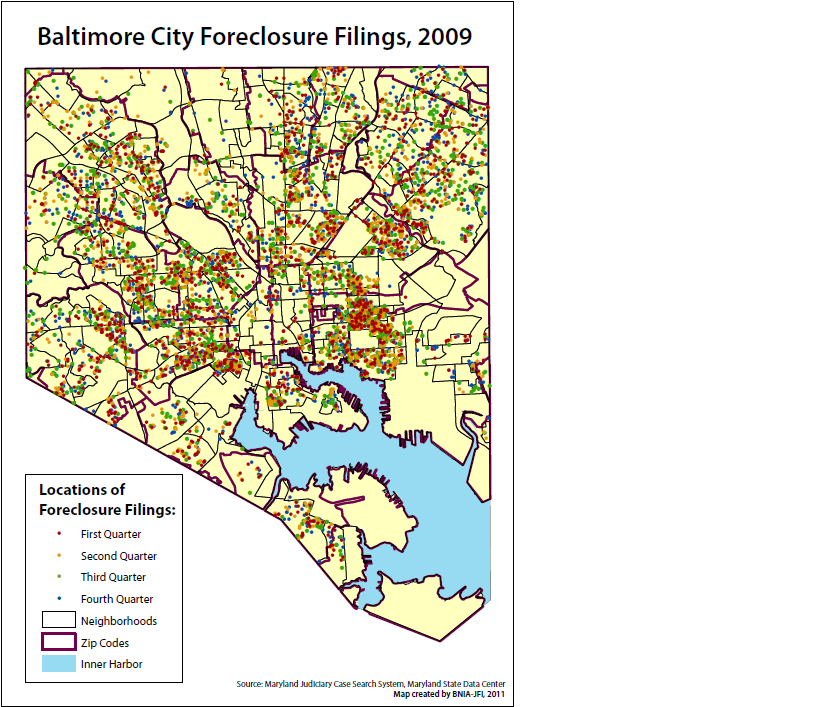 Baltimore City Foreclosure Filings, 2009
Locations of
Foreclosure Filings:
First Quarter
Second Quarter
Third Quarter
Fourth Quarter
Neighborhoods
Zip Codes
Inner Harbor
Source: Maryland Judiciary Case Search System, Maryland State Data Center
Map created by BNIA-JFI, 2011